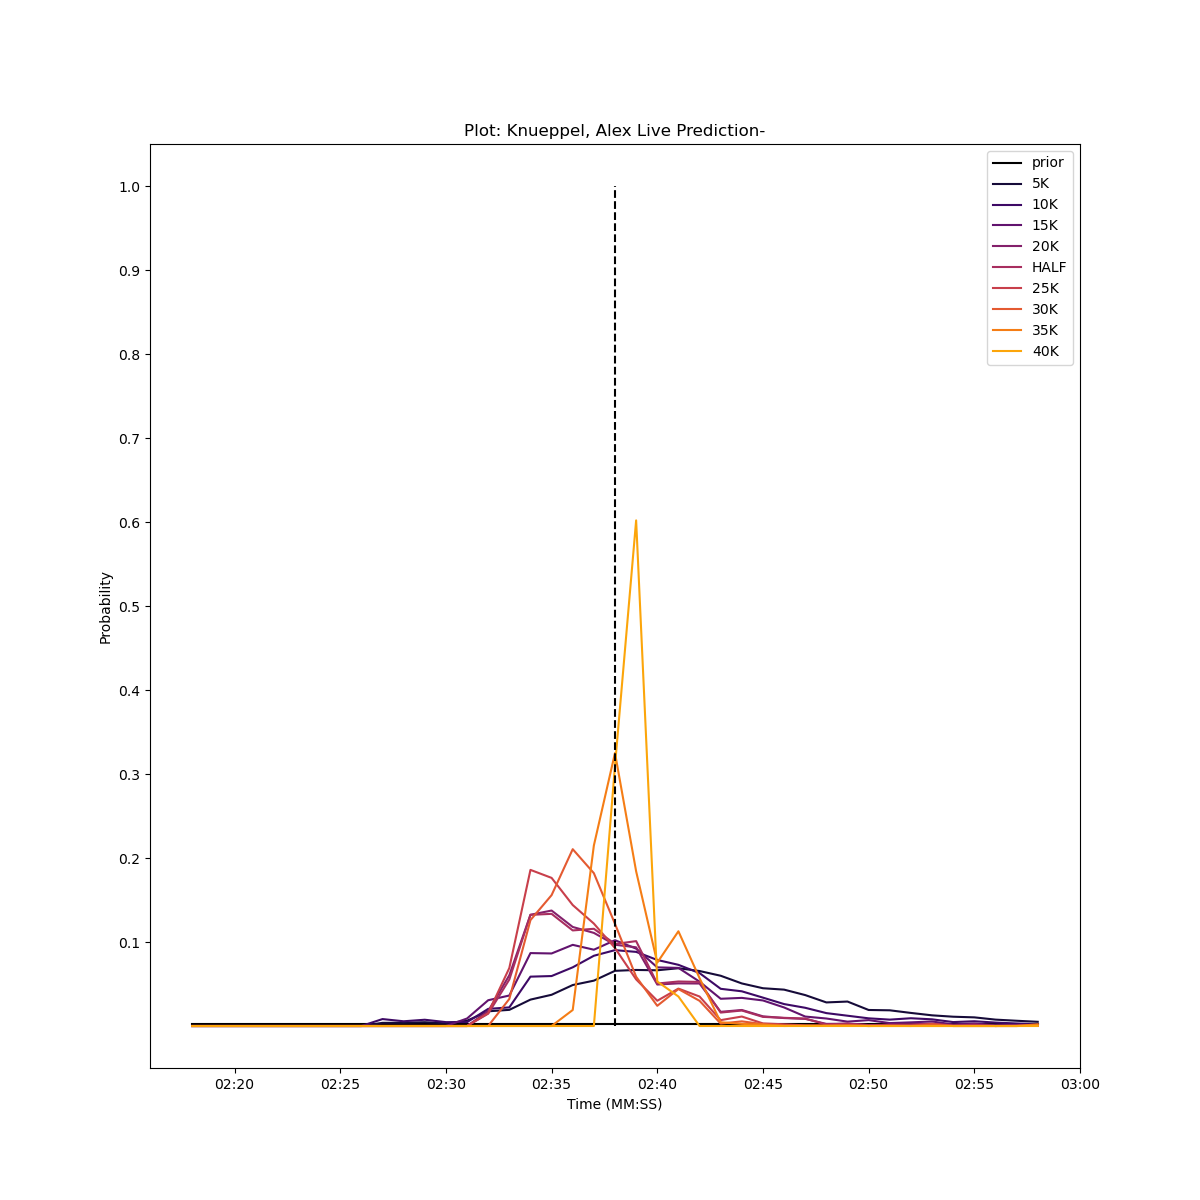 Plot: Knueppel, Alex Live Prediction-
prior
5K
10K
15K
20K
HALF
25K
30K
35K
40K
1.0
0.9
0.8
0.7
0.6
0.5
0.4
0.3
0.2
0.1
Probability
02:20 02:25 02:30 02:35 02:40 02:45 02:50 02:55 03:00
Time (MM:SS)